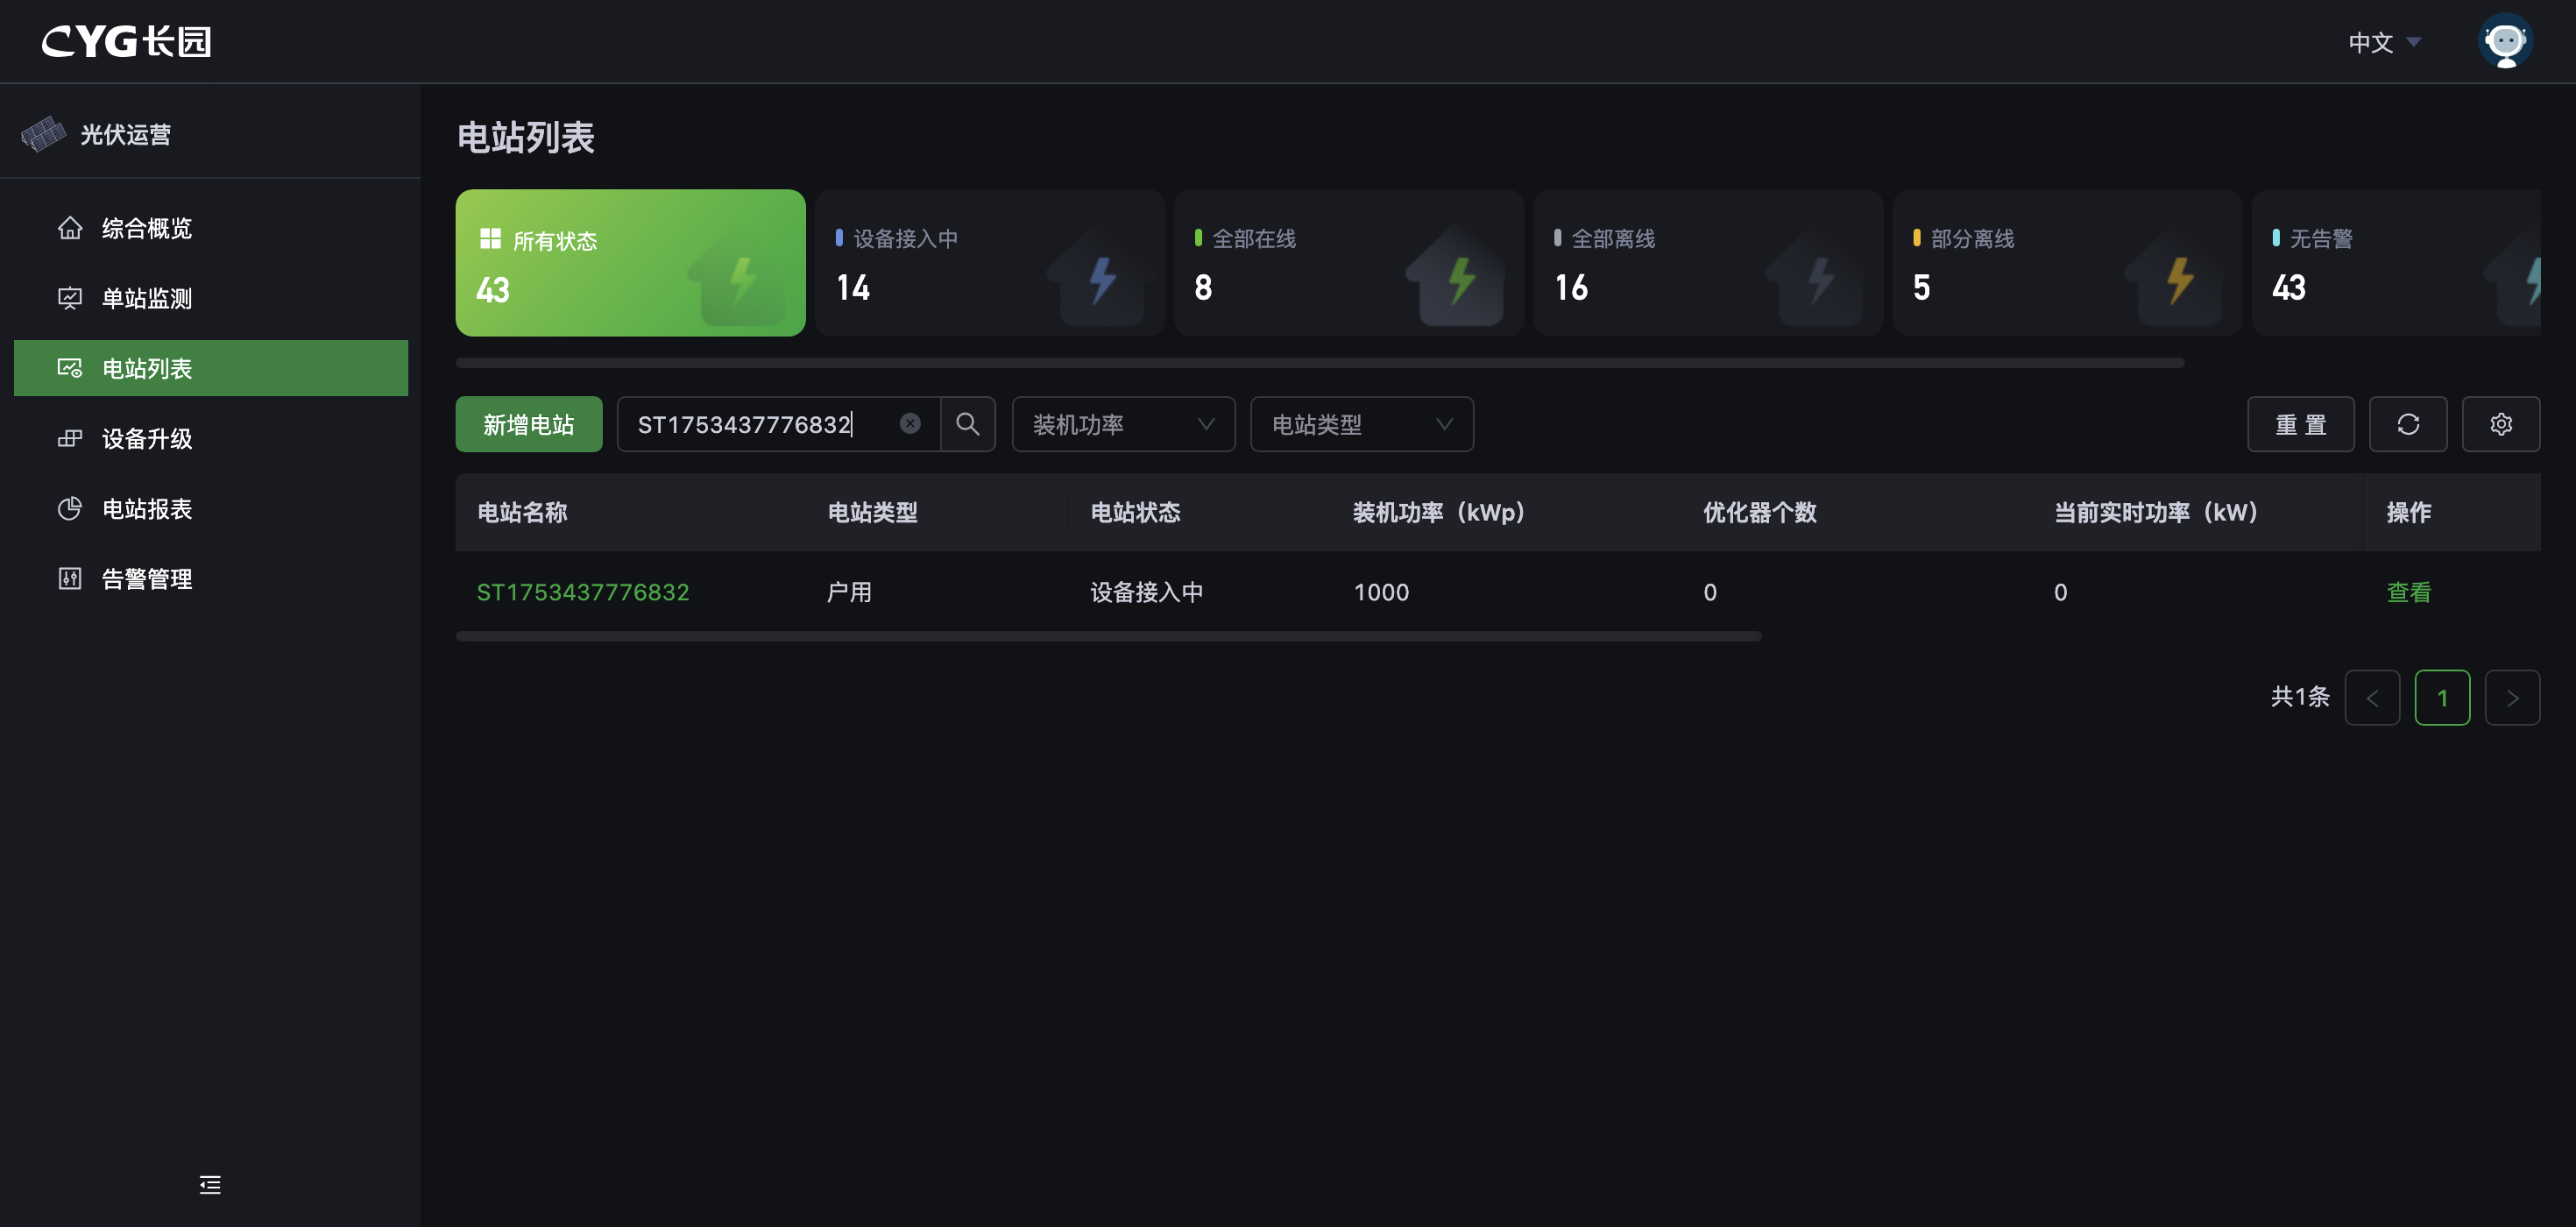 CYG长园
中文
光伏运营
综合概览
单站监测
电站列表
设备升级
电站报表
告警管理
电站列表
所有状态
43
设备接入中
14
全部在线
8
全部离线
16
部分离线
5
无告警
43
新增电站
ST1753437776832
装机功率
电站类型
重 置
电站名称 电站类型 电站状态 装机功率（kWp） 优化器个数 当前实时功率（kW） 操作
ST1753437776832 户用 设备接入中 1000 0 0 查看
共1条 < 1 >